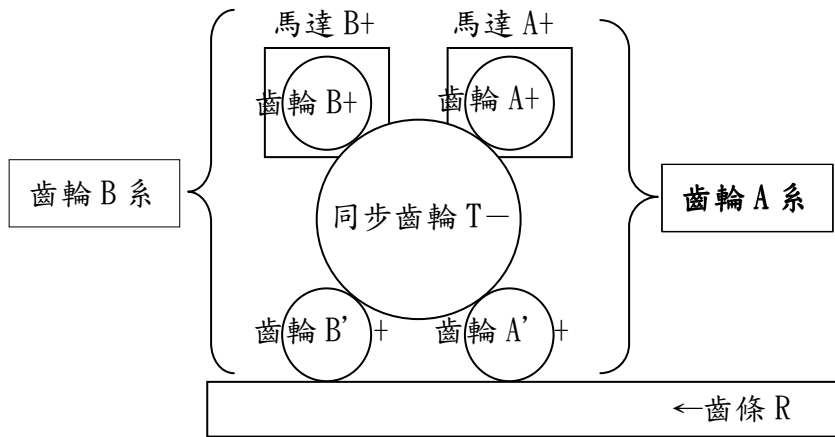 馬達 B+
馬達 A+
齒輪 B+
齒輪 A+
齒輪 B 系
同步齒輪 T－
齒輪 A 系
齒輪 B’ +
齒輪 A’ +
←齒條 R